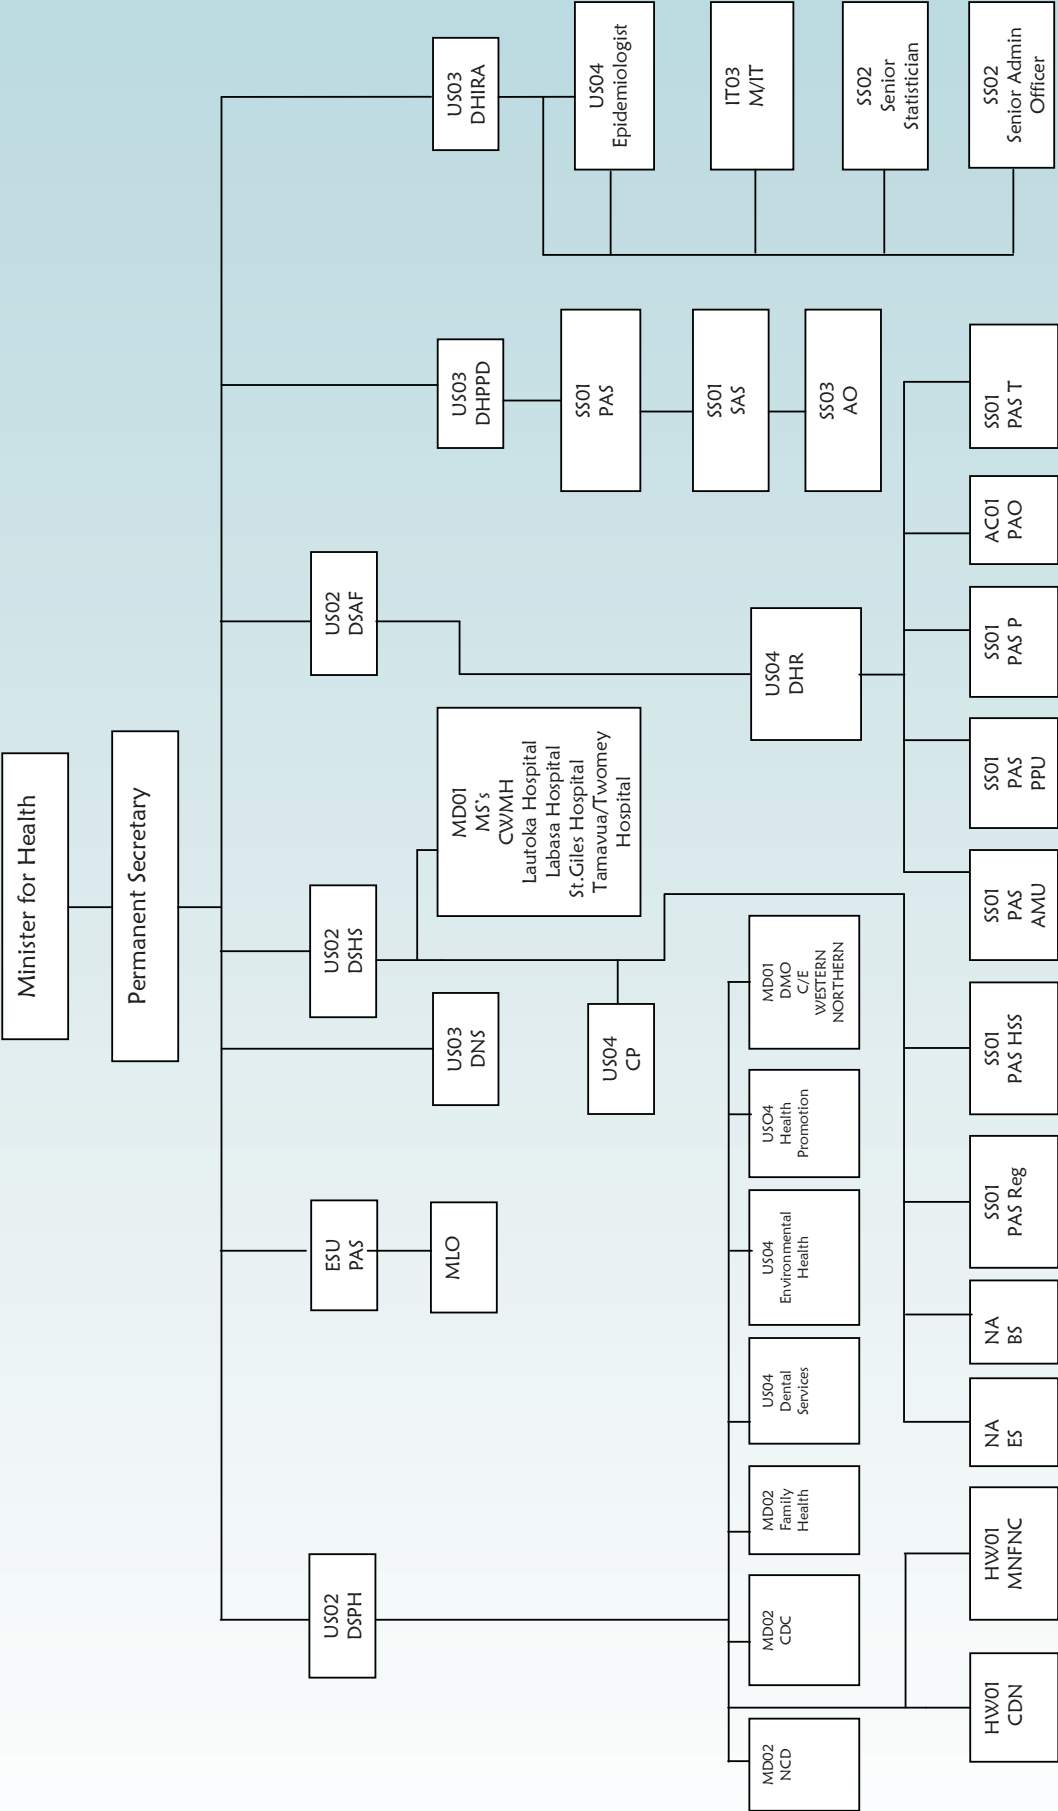 Minister for Health
Permanent Secretary
US02
DSPH
ESU
PAS
US02
DSHS
US02
DSAF
MLO
US03
DNS
MD01
MS's
CWMH
Lautoka Hospital
Labasa Hospital
St.Giles Hospital
Tamavua/Twomey
Hospital
US03
DHPPD
US03
DHIRA
US04
CP
SS01
PAS
SS01
SAS
SS03
AO
US04
Epidemiologist
IT03
M/IT
SS02
Senior
Statistician
SS02
Senior Admin
Officer
MD02
NCD
MD02
CDC
MD02
Family
Health
US04
Dental
Services
US04
Environmental
Health
USO4
Health
Promotion
MD01
DMO
C/E
WESTERN
NORTHERN
US04
DHR
HW01
CDN
HW01
MNFNC
NA
ES
NA
BS
SS01
PAS Reg
SS01
PAS HSS
SS01
PAS
AMU
SS01
PAS
PPU
SS01
PAS P
AC01
PAO
SS01
PAS T